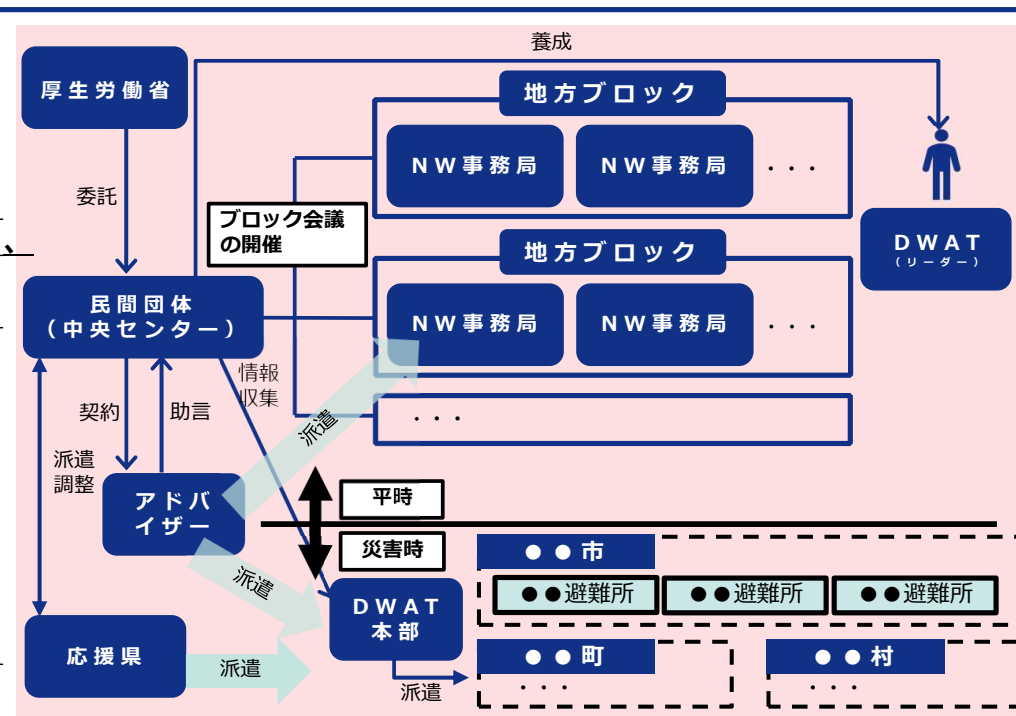 養成
厚生労働省
地方ブロック
NW事務局
NW事務局
・・・
委託
ブロック会議
の開催
、
DWAT
（リーダー）
地方ブロック
民間団体
（中央センター）
NW事務局
NW事務局
・・・
情報
収集
契約
助言
派遣
・・・
派遣
調整
アドバ
イザー
平時
災害時
●●市
●●避難所
●●避難所
●●避難所
派遣
DWAT
本部
応援県
派遣
派遣
●●町
・・・
●●村
・・・